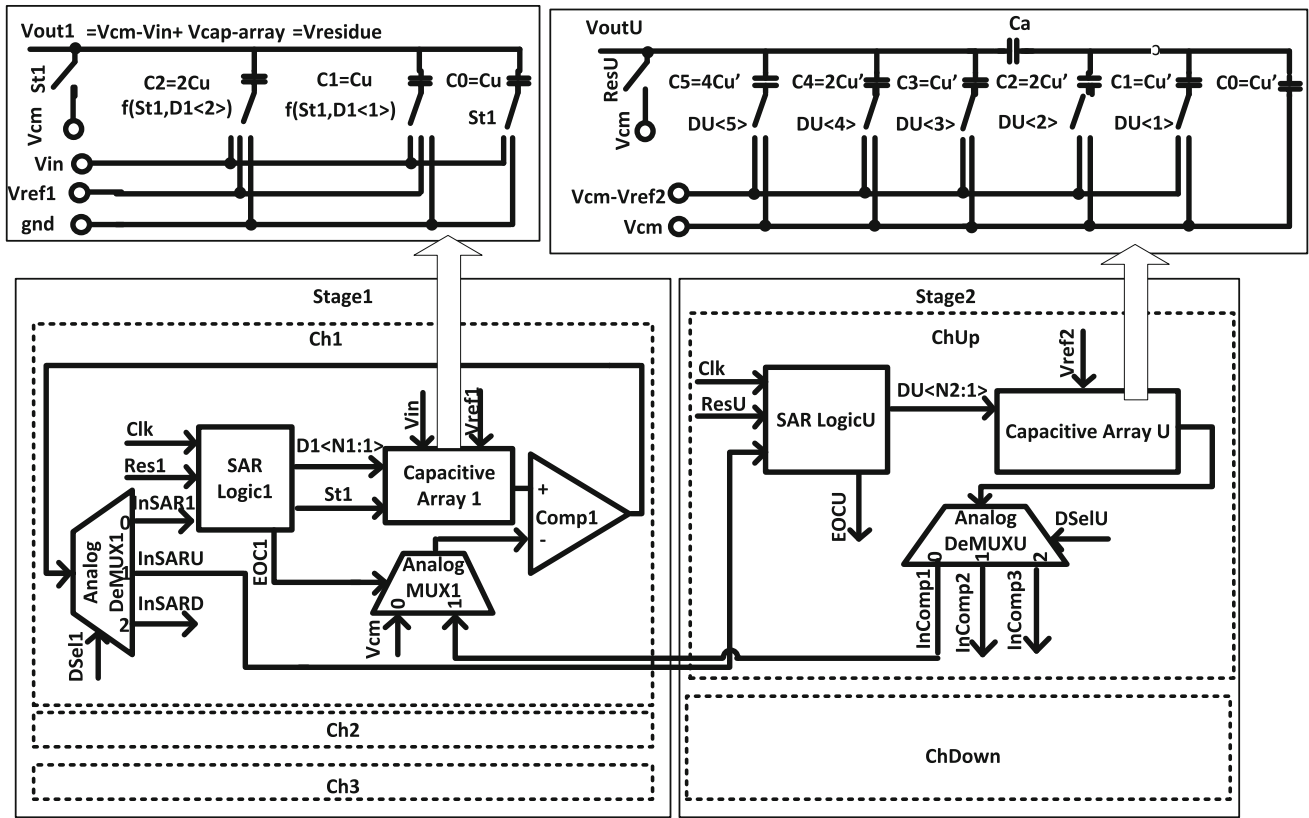 Vout1 =Vcm-Vin+ Vcap-array =Vresidue
St1
C2=2Cu
f(St1,D1<2>)
C1=Cu
f(St1,D1<1>)
C0=Cu
St1
Vcm
Vin
Vref1
gnd
VoutU
Ca
ResU
C5=4Cu’
C4=2Cu’
C3=Cu’
C2=2Cu’
C1=Cu’
C0=Cu’
DU<5>
DU<4>
DU<3>
DU<2>
DU<1>
Vcm
Vcm-Vref2
Vcm
Stage1
Ch1
Clk
Res1
InSAR1
SAR
Logic1
D1<N1:1>
St1
Vin
Vref1
Capacitive
Array 1
+
Comp1
-
Analog
DeMUX1
0
1
2
InSARU
InSARD
DSel1
EOC1
Analog
MUX1
0
1
Vcm
Ch2
Ch3
Stage2
ChUp
Clk
ResU
SAR LogicU
DU<N2:1>
Vref2
Capacitive Array U
EOCU
Analog
DeMUXU
0
1
2
DSelU
InComp1
InComp2
InComp3
ChDown